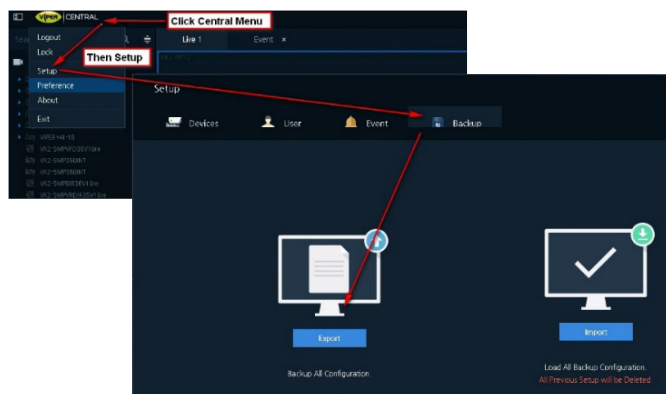 VIPER CENTRAL
Click Central Menu
Logout
Lock
Setup
Preference
About
Exit
Then Setup
Live 1
Event ×
Setup
Devices
User
Event
Backup
Export
Backup All Configuration.
Import
Load All Backup Configuration.
All Previous Setup will be Deleted.